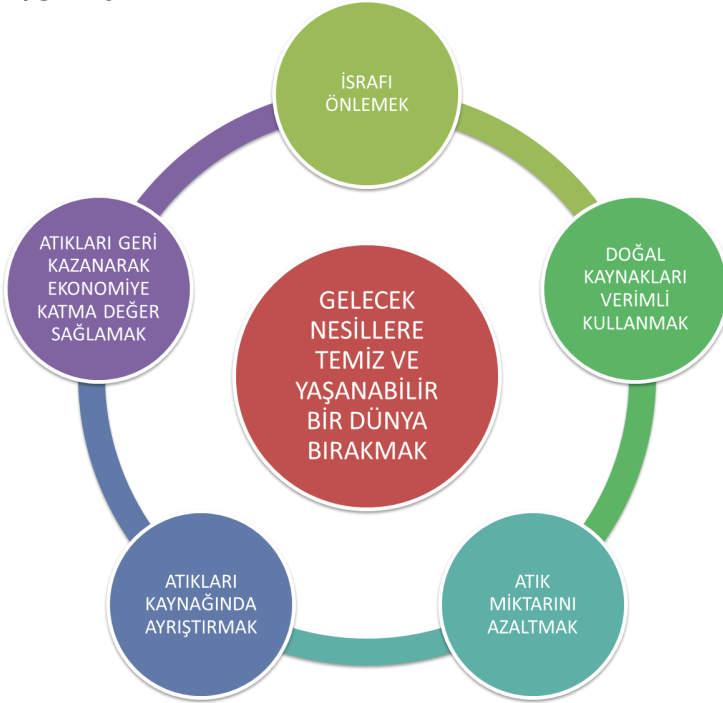 İSRAFI
ÖNLEMEK
DOĞAL
KAYNAKLARI
VERİMLİ
KULLANMAK
ATIK
MİKTARINI
AZALTMAK
ATIKLARI
KAYNAĞINDA
AYRIŞTIRMAK
ATIKLARI GERİ
KAZANARAK
EKONOMİYE
KATMA DEĞER
SAĞLAMAK
GELECEK
NESİLLERE
TEMİZ VE
YAŞANABİLİR
BİR DÜNYA
BIRAKMAK